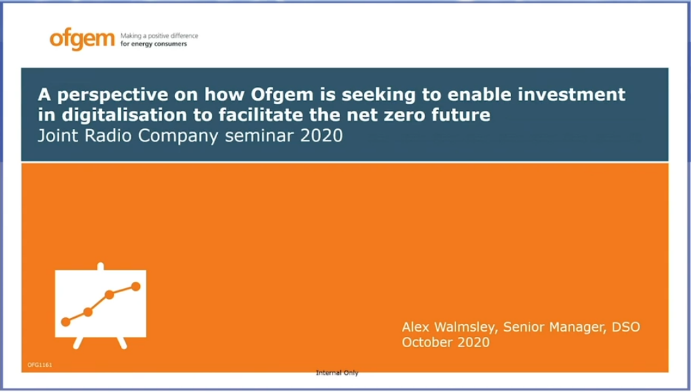 ofgem
Making a positive difference
for energy consumers
A perspective on how Ofgem is seeking to enable investment
in digitalisation to facilitate the net zero future
Joint Radio Company seminar 2020
Alex Walmsley, Senior Manager, DSO
October 2020
OFG1161
Internal Only